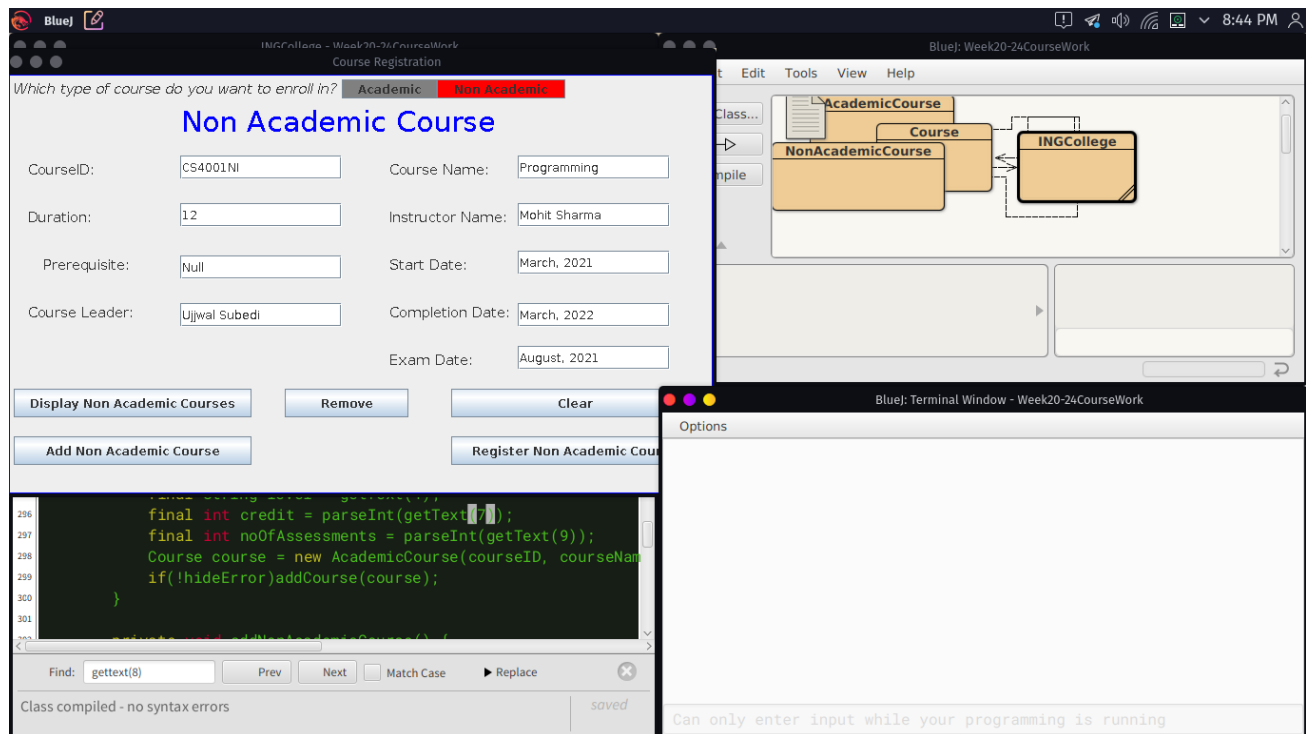 BlueJ
8:44 PM
INGCollege - Week20-24CourseWork
BlueJ: Week20-24CourseWork
Course Registration
t Edit Tools View Help
Which type of course do you want to enroll in? Academic Non Academic
Non Academic Course
CourseID: CS4001NI Course Name: Programming
Duration: 12 Instructor Name: Mohit Sharma
Prerequisite: Null Start Date: March, 2021
Course Leader: Ujjwal Subedi Completion Date: March, 2022
Exam Date: August, 2021
Display Non Academic Courses Remove Clear
Add Non Academic Course Register Non Academic Cour
Class...
mpile
AcademicCourse
Course
INGCollege
NonAcademicCourse
BlueJ: Terminal Window - Week20-24CourseWork
Options
Can only enter input while your programming is running
296 final int credit = parseInt(getText(7));
297 final int noOfAssessments = parseInt(getText(9));
298 Course course = new AcademicCourse(courseID, courseNam
299 if(!hideError)addCourse(course);
300 }
301
private void addNonAcademicCourse() {
Find: gettext(8) Prev Next Match Case Replace
Class compiled - no syntax errors saved